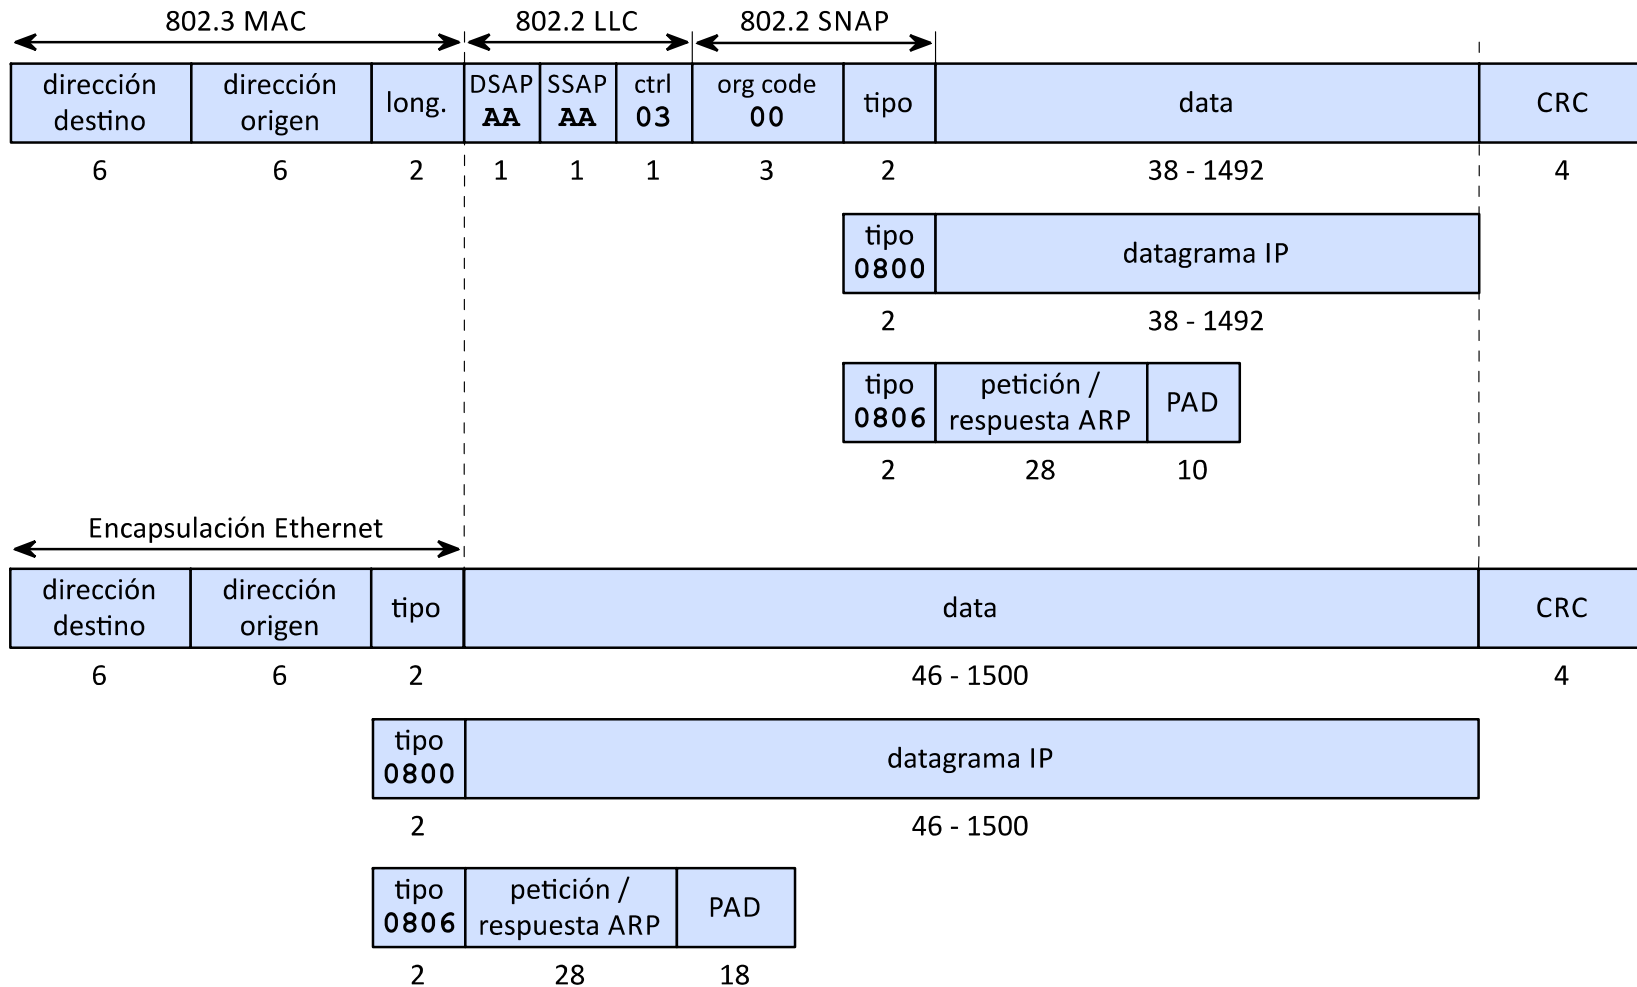 802.3 MAC 802.2 LLC 802.2 SNAP
dirección destino dirección origen long. DSAP AA SSAP AA ctrl 03 org code 00 tipo data CRC
6 6 2 1 1 1 3 2 38 - 1492 4
tipo 0800 datagrama IP
2 38 - 1492
tipo 0806 petición / respuesta ARP PAD
2 28 10
Encapsulación Ethernet
dirección destino dirección origen tipo data CRC
6 6 2 46 - 1500 4
tipo 0800 datagrama IP
2 46 - 1500
tipo 0806 petición / respuesta ARP PAD
2 28 18